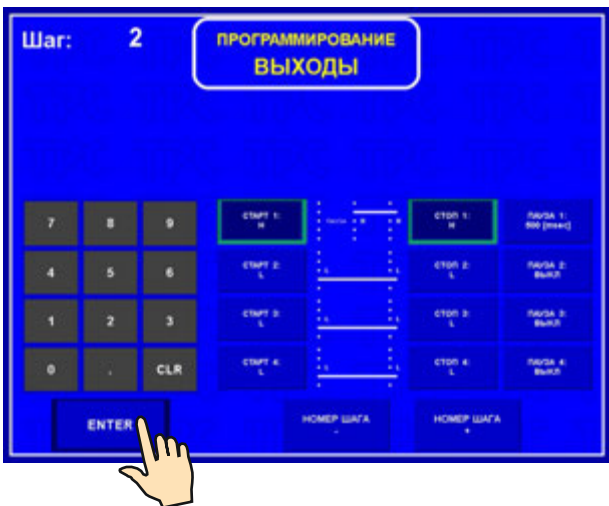 Шаг: 2
ПРОГРАММИРОВАНИЕ
ВЫХОДЫ
7 8 9
СТАРТ 1:
H
СТОП 1:
H
ПАУЗА 1:
500 [msec]
4 5 6
СТАРТ 2:
L
СТОП 2:
L
ПАУЗА 2:
ВЫКЛ
1 2 3
СТАРТ 3:
L
СТОП 3:
L
ПАУЗА 3:
ВЫКЛ
0 . CLR
СТАРТ 4:
L
СТОП 4:
L
ПАУЗА 4:
ВЫКЛ
ENTER
НОМЕР ШАГА
-
НОМЕР ШАГА
+